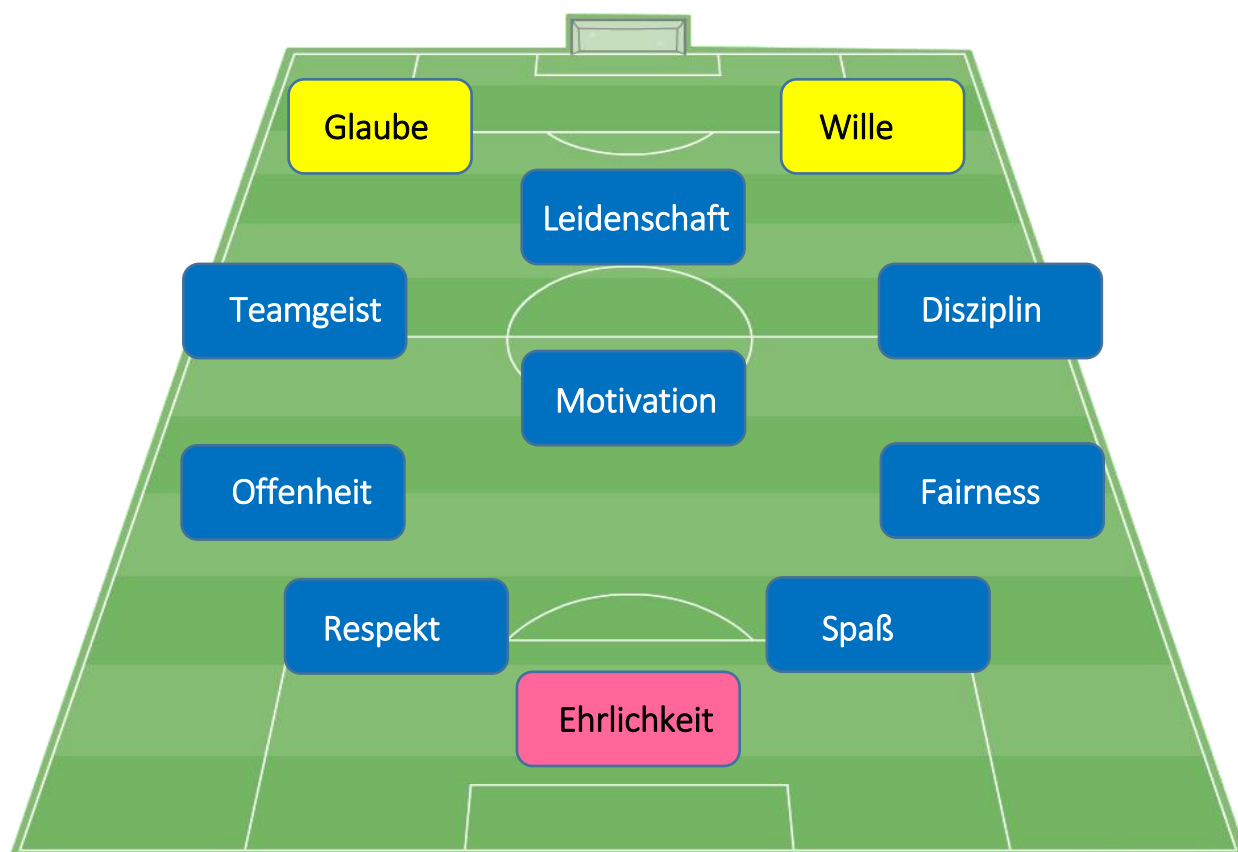 Glaube
Wille
Leidenschaft
Teamgeist
Disziplin
Motivation
Offenheit
Fairness
Respekt
Spaß
Ehrlichkeit